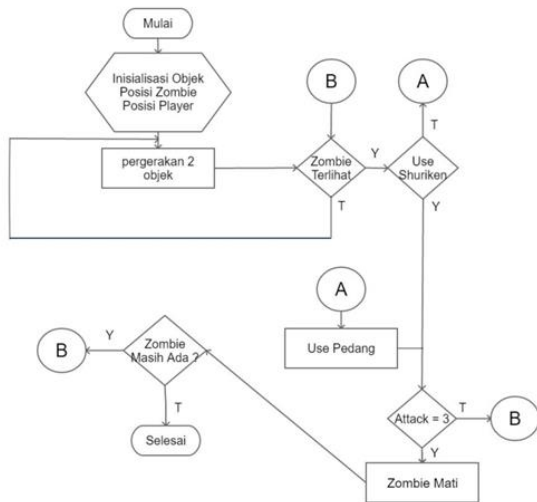 Mulai
Inisialisasi Objek
Posisi Zombie
Posisi Player
pergerakan 2
objek
B
Zombie
Terlihat
Y
T
A
T
Use
Shuriken
Y
A
Use Pedang
Attack = 3
T
B
Y
Zombie Mati
Zombie
Masih Ada ?
Y
B
T
Selesai